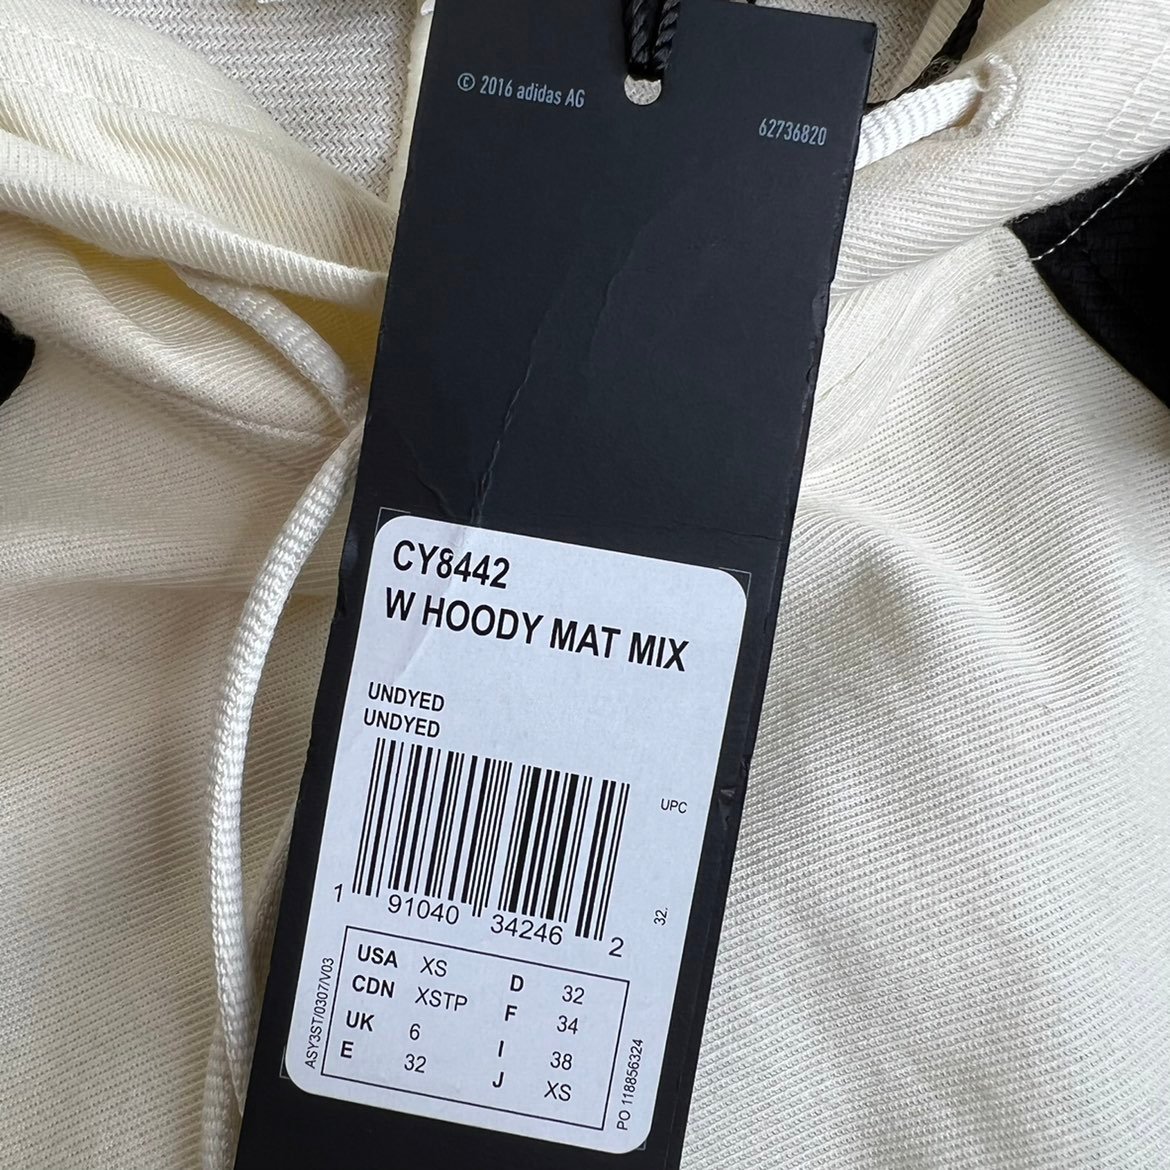 © 2016 adidas AG
62736820
CY8442
W HOODY MAT MIX
UNDYED
UNDYED
UPC
32.
1 91040 34246 2
USA XS D 32
CDN XSTP F 34
UK 6 I 38
E 32 J XS
ASY3ST/0307/V03
PO 118856324